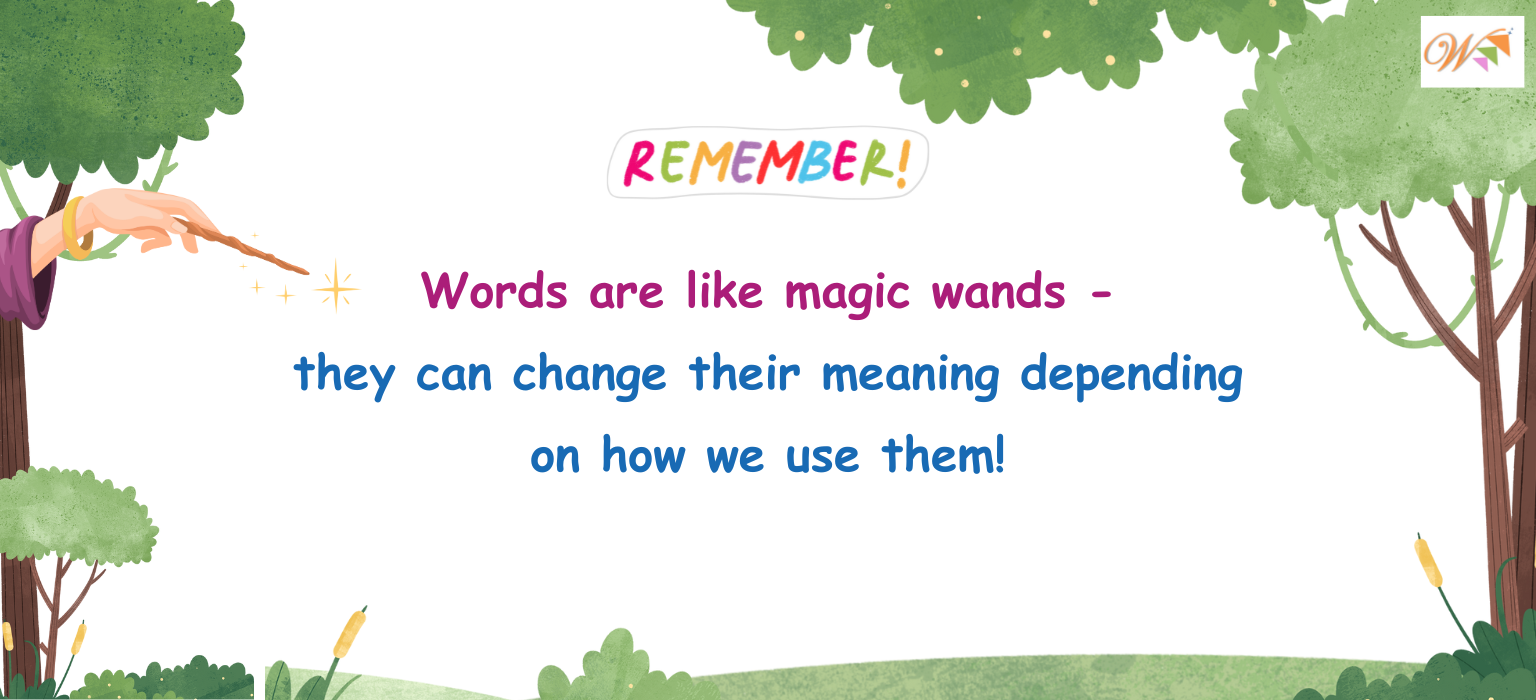 W
REMEMBER!
Words are like magic wands -
they can change their meaning depending
on how we use them!